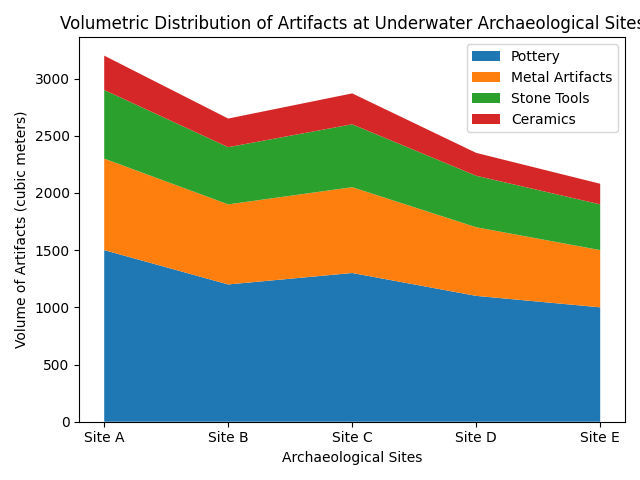 Volumetric Distribution of Artifacts at Underwater Archaeological Sites
Pottery
Metal Artifacts
Stone Tools
Ceramics
Volume of Artifacts (cubic meters)
3000
2500
2000
1500
1000
500
0
Site A Site B Site C Site D Site E
Archaeological Sites